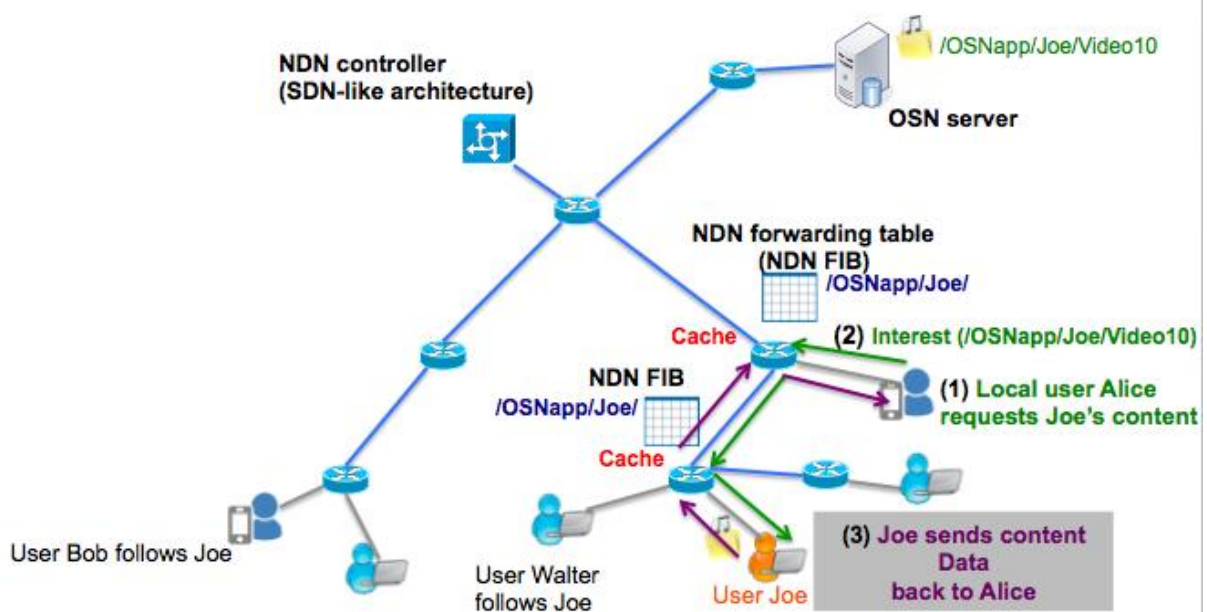 /OSNapp/Joe/Video10
NDN controller
(SDN-like architecture)
OSN server
NDN forwarding table
(NDN FIB)
/OSNapp/Joe/
Cache
(2) Interest (/OSNapp/Joe/Video10)
NDN FIB
/OSNapp/Joe/
(1) Local user Alice
requests Joe's content
Cache
User Bob follows Joe
User Walter
follows Joe
User Joe
(3) Joe sends content
Data
back to Alice